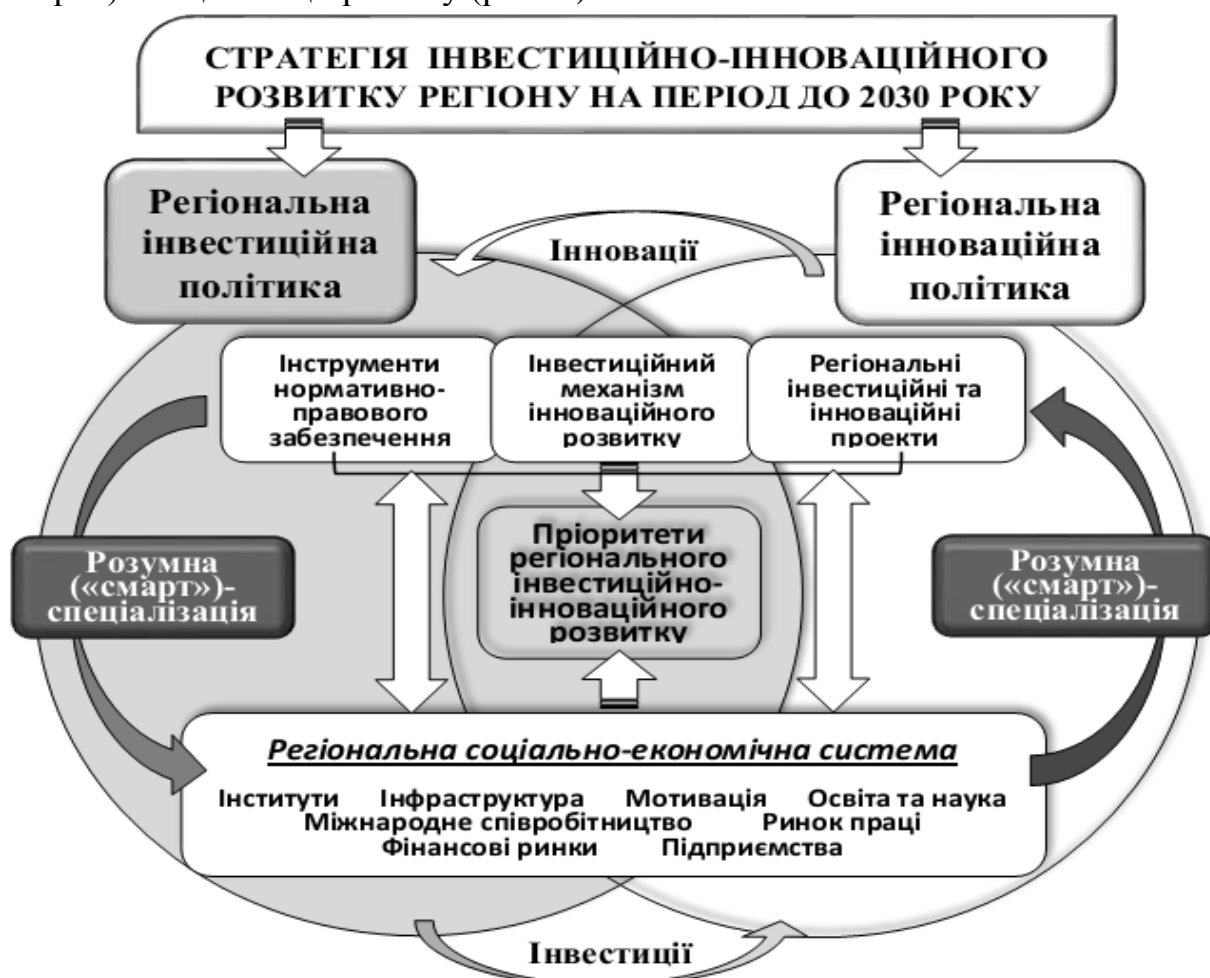 СТРАТЕГІЯ ІНВЕСТИЦІЙНО-ІННОВАЦІЙНОГО
РОЗВИТКУ РЕГІОНУ НА ПЕРІОД ДО 2030 РОКУ
Регіональна
інвестиційна
політика
Інновації
Регіональна
інноваційна
політика
Інструменти
нормативно-
правового
забезпечення
Інвестиційний
механізм
інноваційного
розвитку
Регіональні
інвестиційні та
інноваційні
проекти
Розумна
(«смарт»)-
спеціалізація
Пріоритети
регіонального
інвестиційно-
інноваційного
розвитку
Розумна
(«смарт»)-
спеціалізація
Регіональна соціально-економічна система
Інститути Інфраструктура Мотивація Освіта та наука
Міжнародне співробітництво Ринок праці
Фінансові ринки Підприємства
Інвестиції